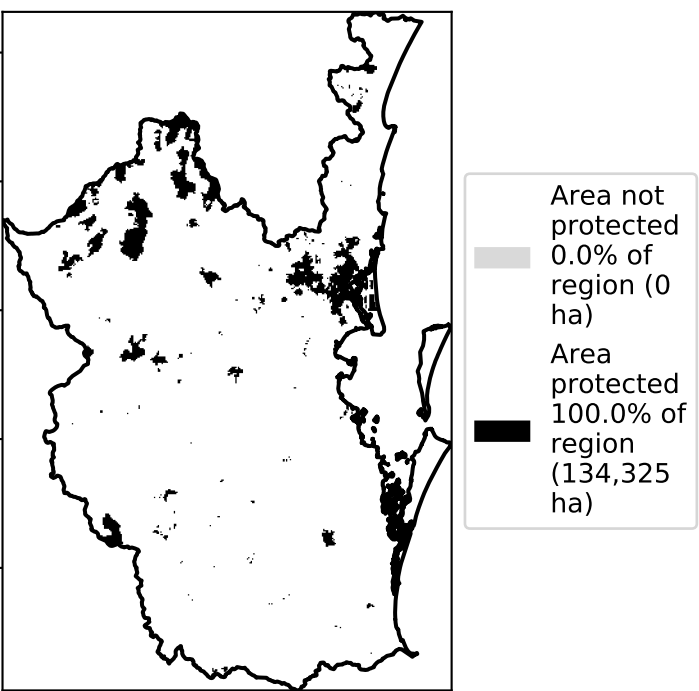 Area not
protected
0.0% of
region (0
ha)
Area
protected
100.0% of
region
(134,325
ha)